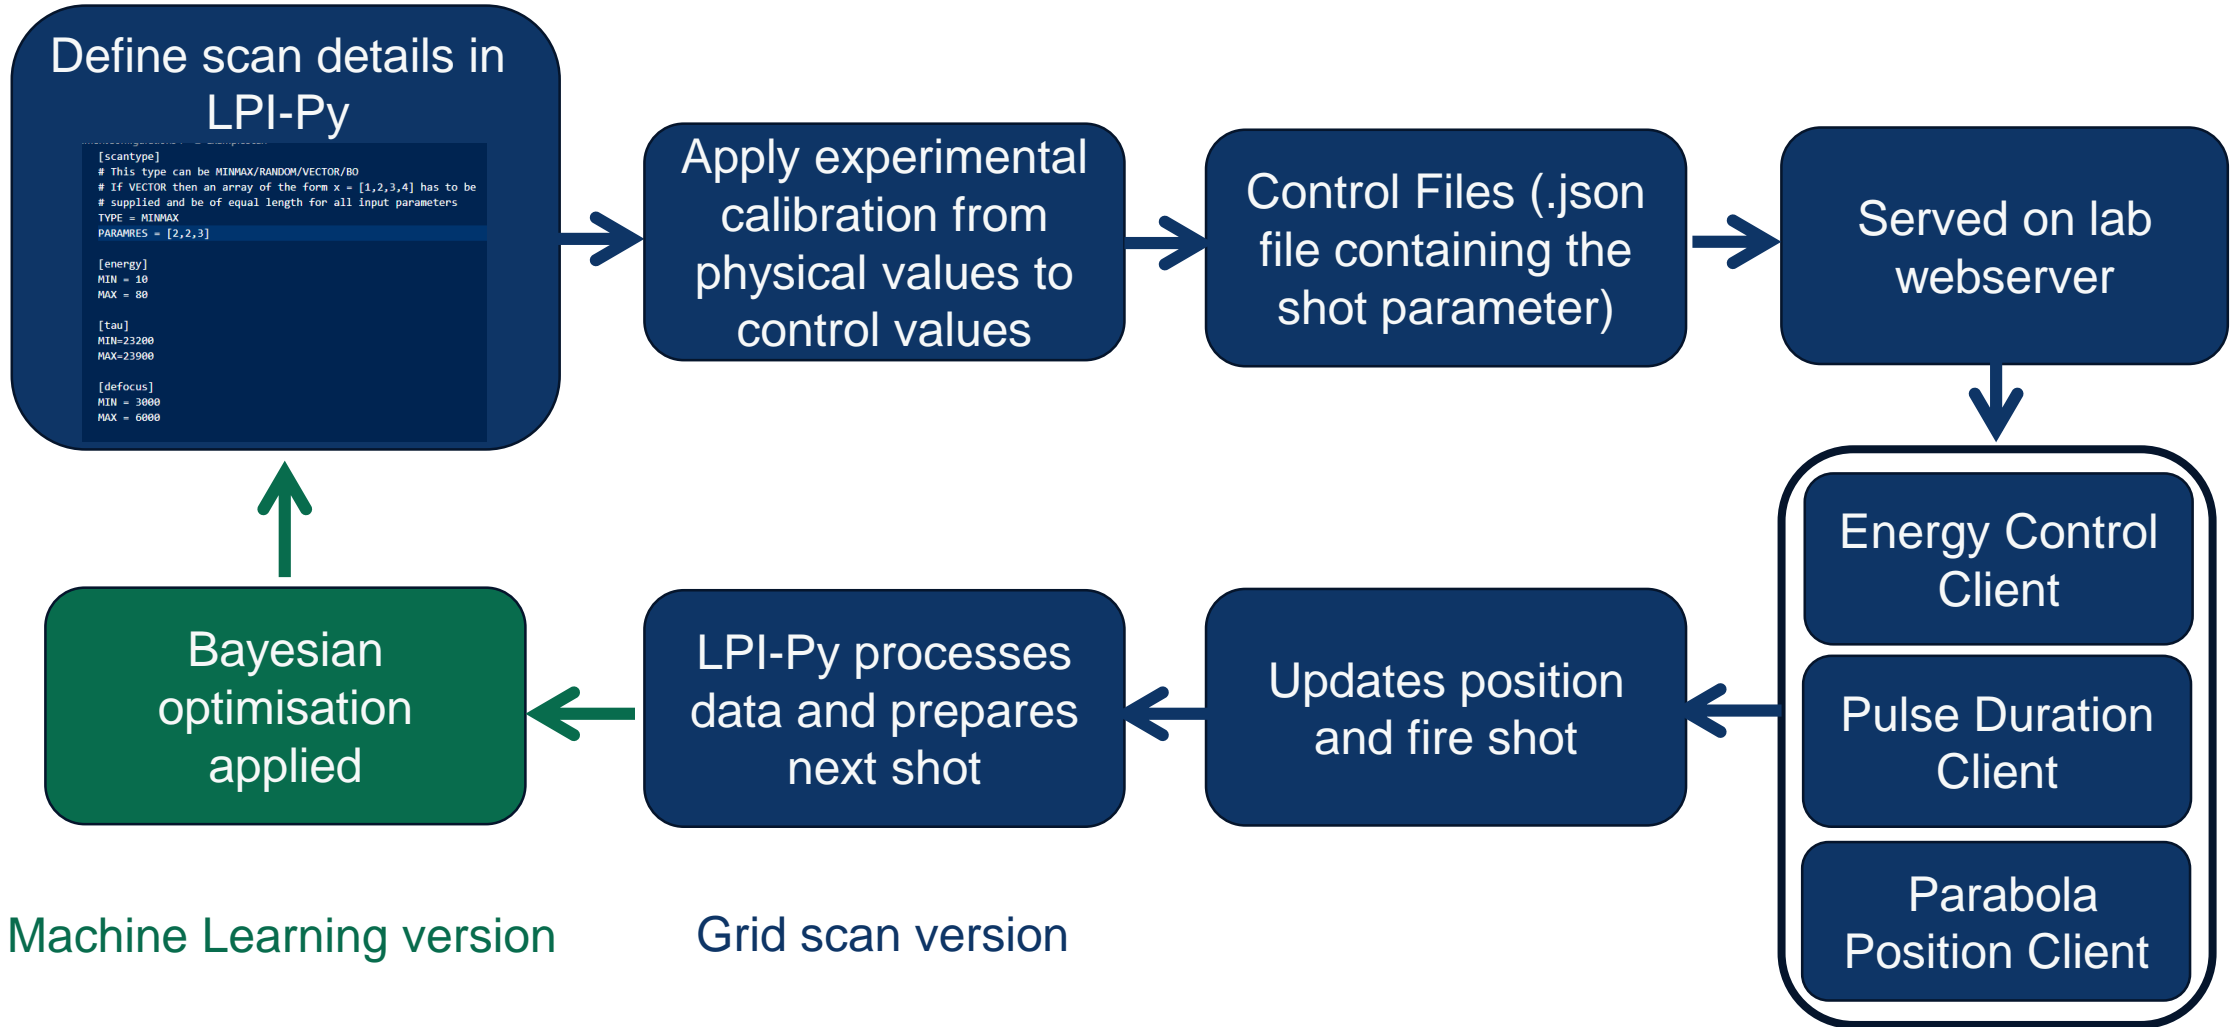 Define scan details in
LPI-Py
[scantype]
# This type can be MINMAX/RANDOM/VECTOR/BO
# If VECTOR then an array of the form x = [1,2,3,4] has to be
# supplied and be of equal length for all input parameters
TYPE = MINMAX
PARAMRES = [2,2,3]
[energy]
MIN = 10
MAX = 80
[tau]
MIN=23200
MAX=23900
[defocus]
MIN = 3000
MAX = 6000
Apply experimental
calibration from
physical values to
control values
Control Files (.json
file containing the
shot parameter)
Served on lab
webserver
Energy Control
Client
Pulse Duration
Client
Parabola
Position Client
Updates position
and fire shot
LPI-Py processes
data and prepares
next shot
Bayesian
optimisation
applied
Machine Learning version
Grid scan version